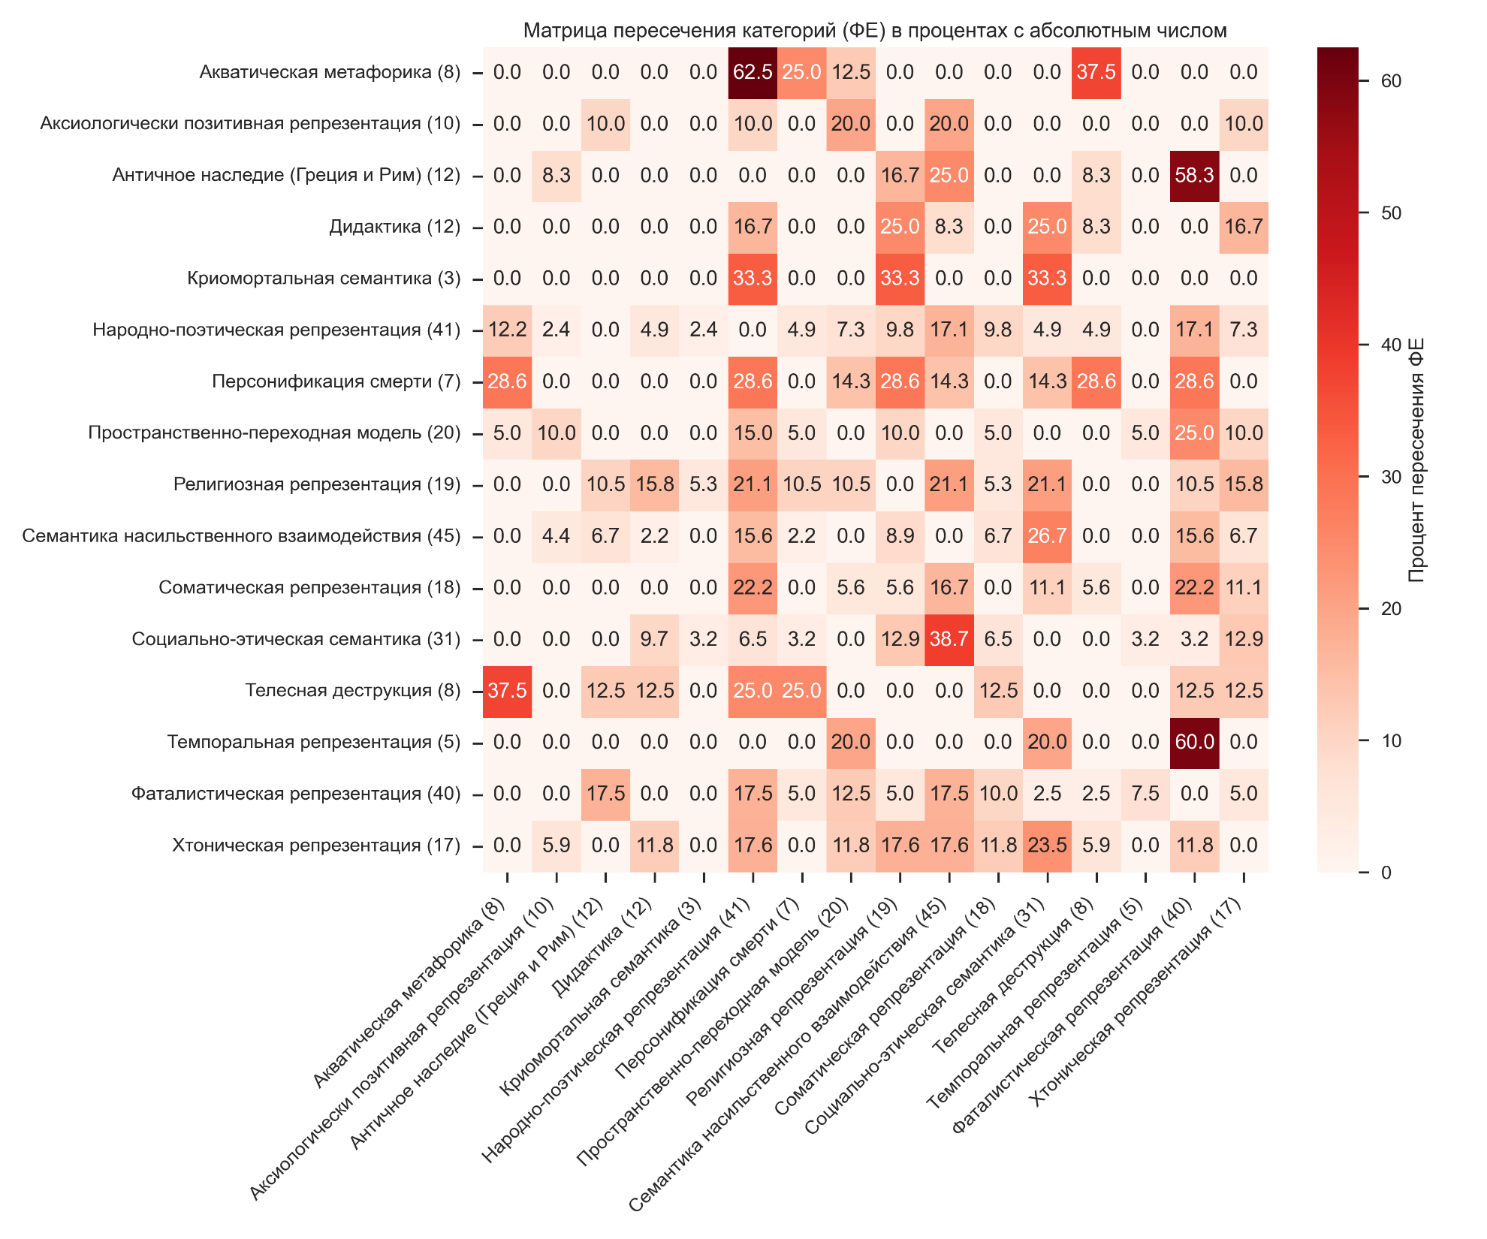 Матрица пересечения категорий (ФЕ) в процентах с абсолютным числом
Акватическая метафорика (8) 0.0 0.0 0.0 0.0 0.0 62.5 25.0 12.5 0.0 0.0 0.0 0.0 37.5 0.0 0.0 0.0
Аксиологически позитивная репрезентация (10) 0.0 0.0 10.0 0.0 0.0 10.0 0.0 20.0 0.0 20.0 0.0 0.0 0.0 0.0 0.0 10.0
Античное наследие (Греция и Рим) (12) 0.0 8.3 0.0 0.0 0.0 0.0 0.0 0.0 16.7 25.0 0.0 0.0 8.3 0.0 58.3 0.0
Дидактика (12) 0.0 0.0 0.0 0.0 0.0 16.7 0.0 0.0 25.0 8.3 0.0 25.0 8.3 0.0 0.0 16.7
Криомортальная семантика (3) 0.0 0.0 0.0 0.0 0.0 33.3 0.0 0.0 33.3 0.0 0.0 33.3 0.0 0.0 0.0 0.0
Народно-поэтическая репрезентация (41) 12.2 2.4 0.0 4.9 2.4 0.0 4.9 7.3 9.8 17.1 9.8 4.9 4.9 0.0 17.1 7.3
Персонификация смерти (7) 28.6 0.0 0.0 0.0 0.0 28.6 0.0 14.3 28.6 14.3 0.0 14.3 28.6 0.0 28.6 0.0
Пространственно-переходная модель (20) 5.0 10.0 0.0 0.0 0.0 15.0 5.0 0.0 10.0 0.0 5.0 0.0 0.0 5.0 25.0 10.0
Религиозная репрезентация (19) 0.0 0.0 10.5 15.8 5.3 21.1 10.5 10.5 0.0 21.1 5.3 21.1 0.0 0.0 10.5 15.8
Семантика насильственного взаимодействия (45) 0.0 4.4 6.7 2.2 0.0 15.6 2.2 0.0 8.9 0.0 6.7 26.7 0.0 0.0 15.6 6.7
Соматическая репрезентация (18) 0.0 0.0 0.0 0.0 0.0 22.2 0.0 5.6 5.6 16.7 0.0 11.1 5.6 0.0 22.2 11.1
Социально-этическая семантика (31) 0.0 0.0 0.0 9.7 3.2 6.5 3.2 0.0 12.9 38.7 6.5 0.0 0.0 3.2 3.2 12.9
Телесная деструкция (8) 37.5 0.0 12.5 12.5 0.0 25.0 25.0 0.0 0.0 0.0 12.5 0.0 0.0 0.0 12.5 12.5
Темпоральная репрезентация (5) 0.0 0.0 0.0 0.0 0.0 0.0 0.0 20.0 0.0 0.0 0.0 20.0 0.0 0.0 60.0 0.0
Фаталистическая репрезентация (40) 0.0 0.0 17.5 0.0 0.0 17.5 5.0 12.5 5.0 17.5 10.0 2.5 2.5 7.5 0.0 5.0
Хтоническая репрезентация (17) 0.0 5.9 0.0 11.8 0.0 17.6 0.0 11.8 17.6 17.6 11.8 23.5 5.9 0.0 11.8 0.0
Акватическая метафорика (8)
Аксиологически позитивная репрезентация (10)
Античное наследие (Греция и Рим) (12)
Дидактика (12)
Криомортальная семантика (3)
Народно-поэтическая репрезентация (41)
Персонификация смерти (7)
Пространственно-переходная модель (20)
Религиозная репрезентация (19)
Семантика насильственного взаимодействия (45)
Соматическая репрезентация (18)
Социально-этическая семантика (31)
Телесная деструкция (8)
Темпоральная репрезентация (5)
Фаталистическая репрезентация (40)
Хтоническая репрезентация (17)
60
50
40
30
20
10
0
Процент пересечения ФЕ